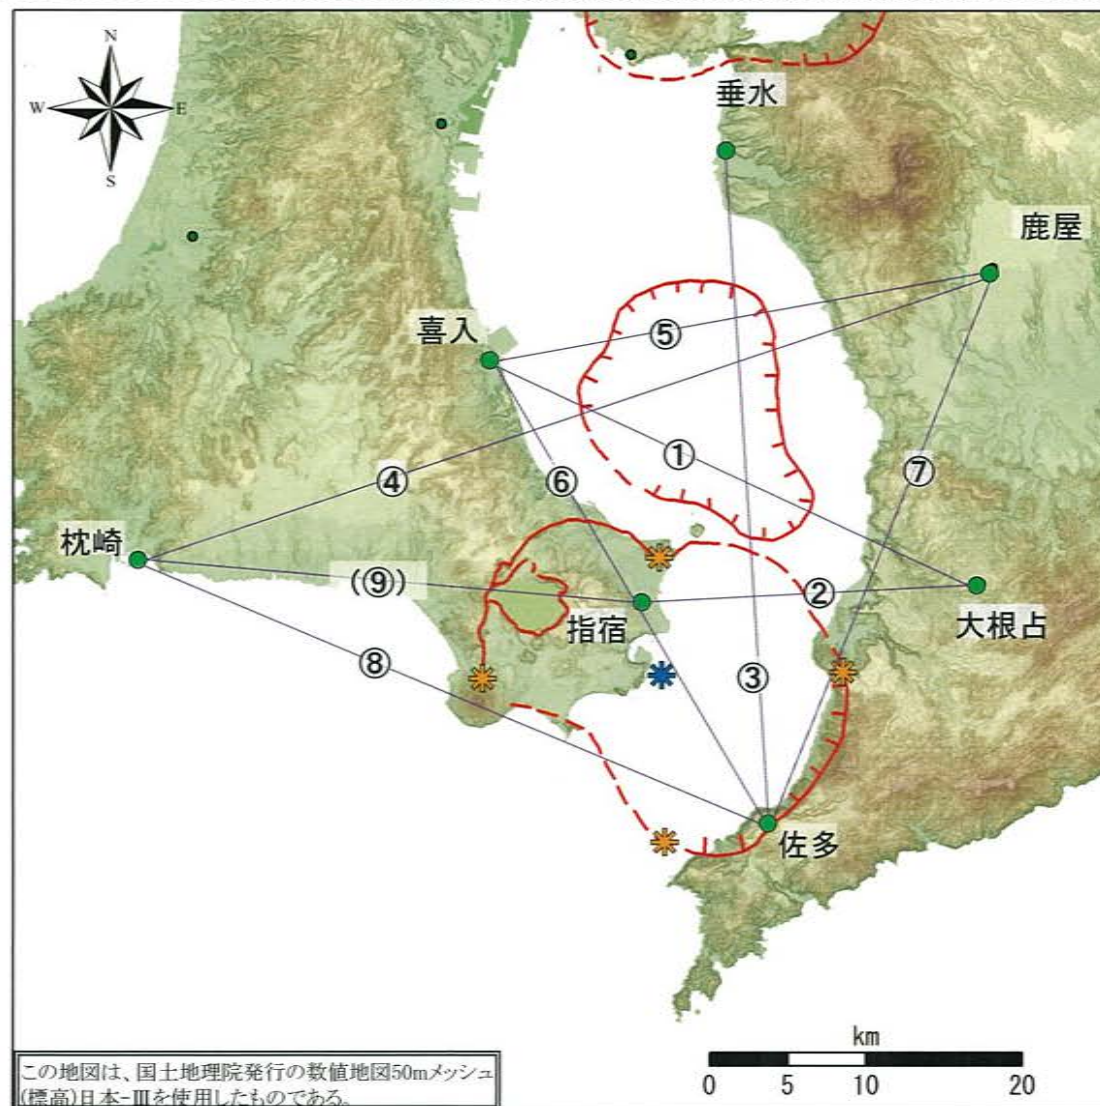 N
W
E
S
垂水
鹿屋
喜入
⑤
①
⑦
④
⑥
枕崎
(⑨)
②
指宿
大根占
⑧
③
佐多
km
0 5 10 20
この地図は、国土地理院発行の数値地図50mメッシュ
(標高)日本-Ⅲを使用したものである。